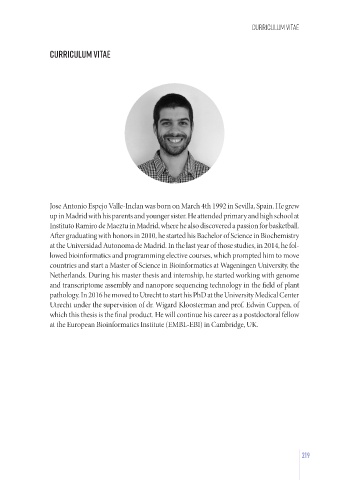 CURRICULUM VITAE
CURRICULUM VITAE
Jose Antonio Espejo Valle-Inclan was born on March 4th 1992 in Sevilla, Spain. He grew
up in Madrid with his parents and younger sister. He attended primary and high school at
Instituto Ramiro de Maeztu in Madrid, where he also discovered a passion for basketball.
After graduating with honors in 2010, he started his Bachelor of Science in Biochemistry
at the Universidad Autonoma de Madrid. In the last year of those studies, in 2014, he fol-
lowed bioinformatics and programming elective courses, which prompted him to move
countries and start a Master of Science in Bioinformatics at Wageningen University, the
Netherlands. During his master thesis and internship, he started working with genome
and transcriptome assembly and nanopore sequencing technology in the field of plant
pathology. In 2016 he moved to Utrecht to start his PhD at the University Medical Center
Utrecht under the supervision of dr. Wigard Kloosterman and prof. Edwin Cuppen, of
which this thesis is the final product. He will continue his career as a postdoctoral fellow
at the European Bioinformatics Institute (EMBL-EBI) in Cambridge, UK.
239